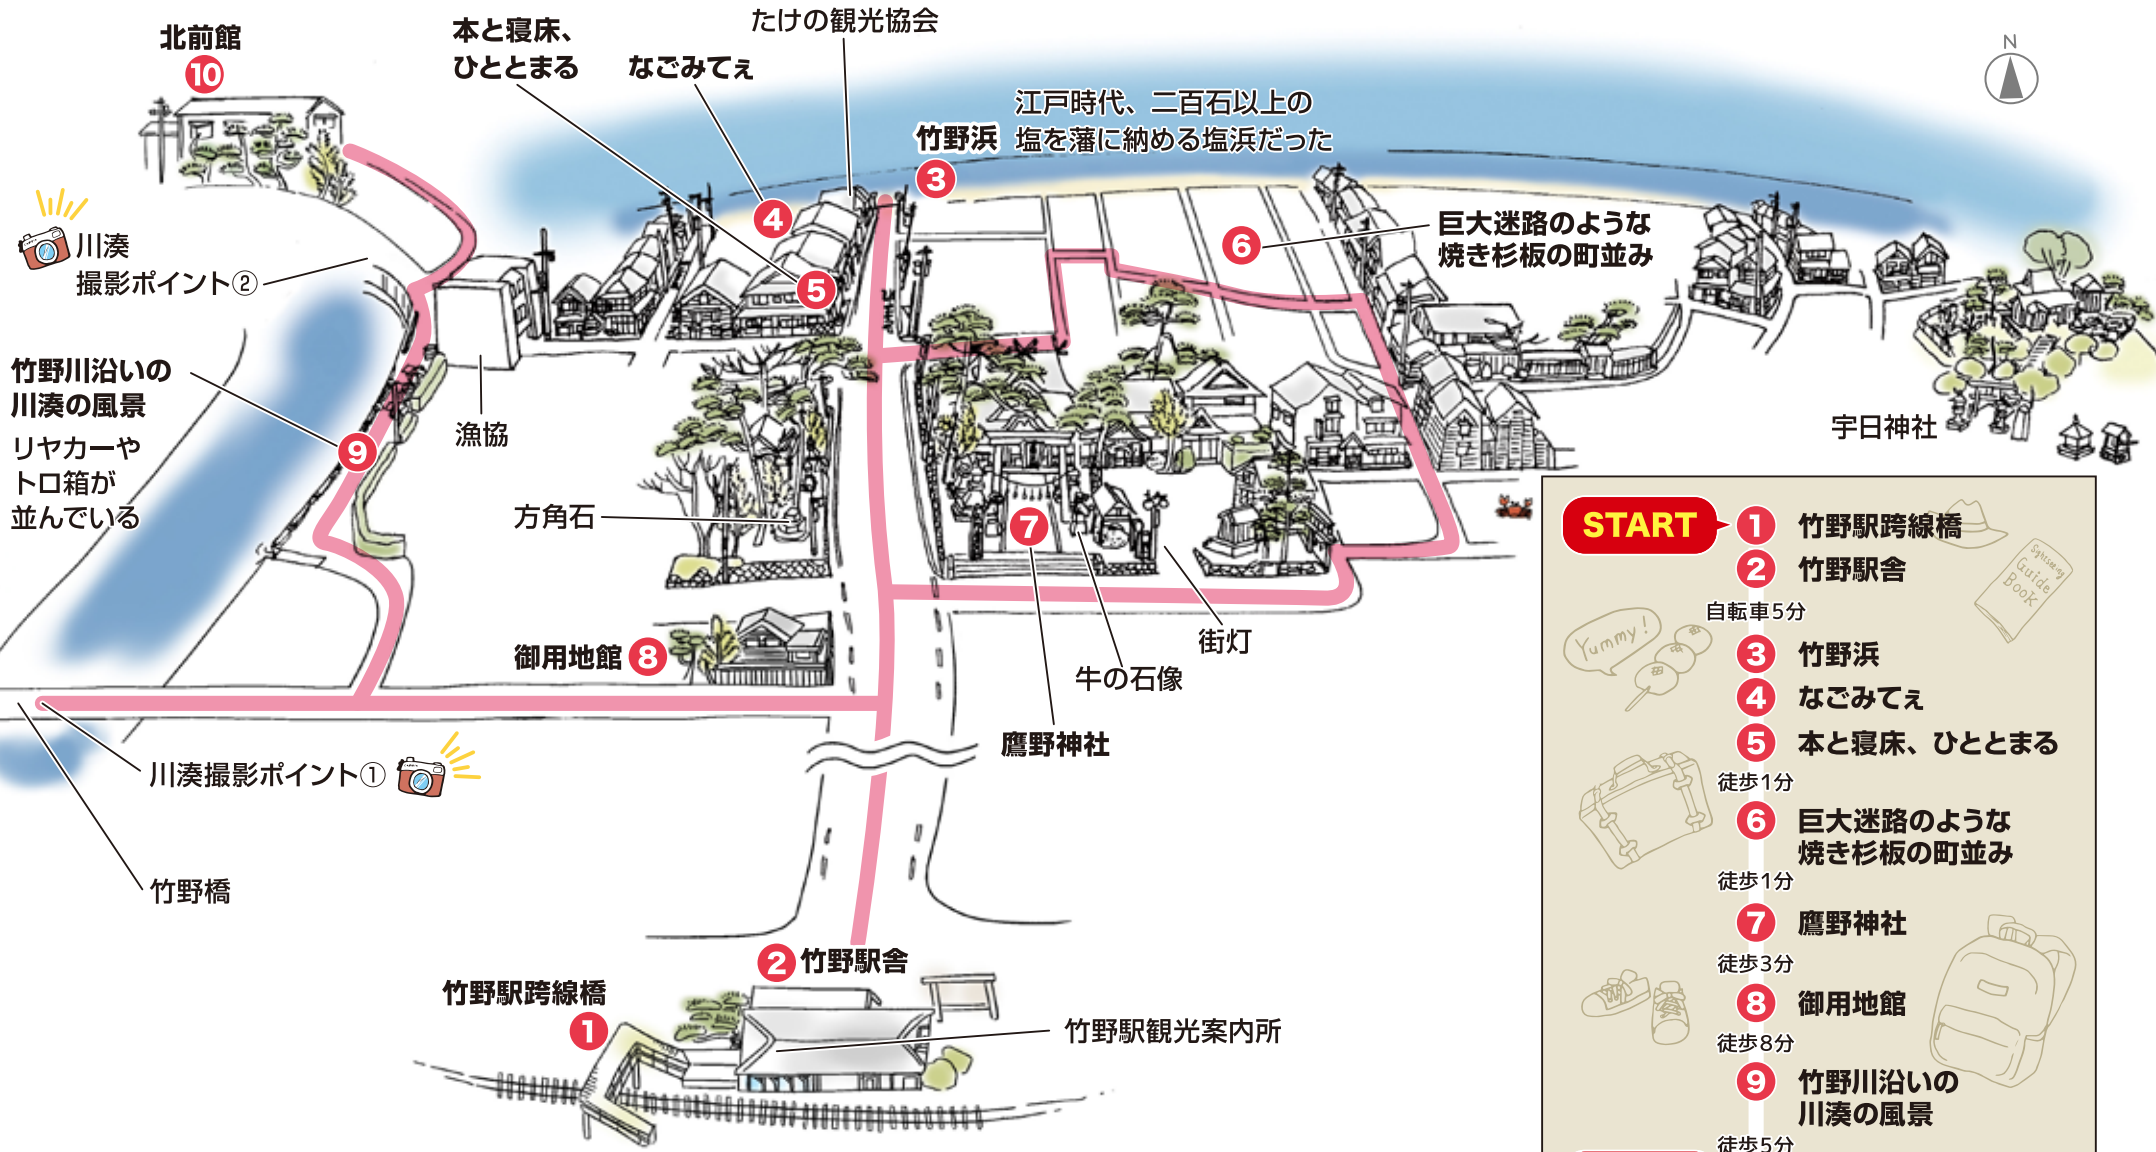 北前館
10
本と寝床、
ひととまる
なごみてぇ
たけの観光協会
N
江戸時代、二百石以上の
塩を藩に納める塩浜だった
竹野浜
3
4
5
6
巨大迷路のような
焼き杉板の町並み
川湊
撮影ポイント②
竹野川沿いの
川湊の風景
リヤカーや
トロ箱が
並んでいる
9
漁協
方角石
宇日神社
7
街灯
牛の石像
鷹野神社
御用地館
8
川湊撮影ポイント①
竹野橋
2
竹野駅舎
竹野駅跨線橋
1
竹野駅観光案内所
START
1 竹野駅跨線橋
2 竹野駅舎
自転車5分
3 竹野浜
4 なごみてぇ
5 本と寝床、ひととまる
徒歩1分
6 巨大迷路のような
焼き杉板の町並み
徒歩1分
7 鷹野神社
徒歩3分
8 御用地館
徒歩8分
9 竹野川沿いの
川湊の風景
徒歩5分
Yummy!
Guide
Book